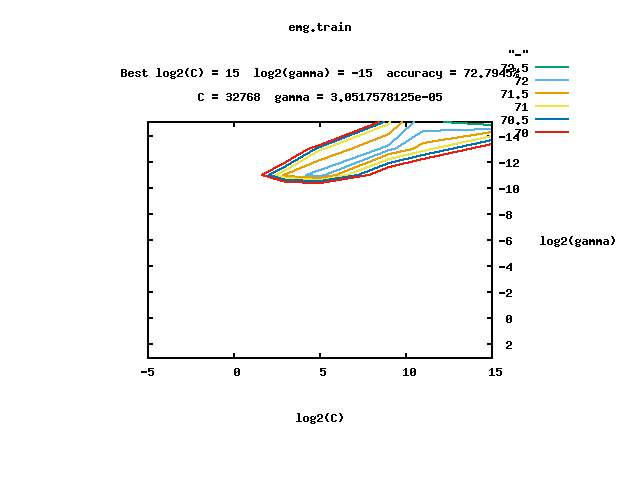 emg.train
"-"
Best log2(C) = 15  log2(gamma) = -15  accuracy = 72.7945%
C = 32768  gamma = 3.0517578125e-05
72.5
72
71.5
71
70.5
70
-14
-12
-10
-8
-6
-4
-2
0
2
log2(gamma)
-5 0 5 10 15
log2(C)